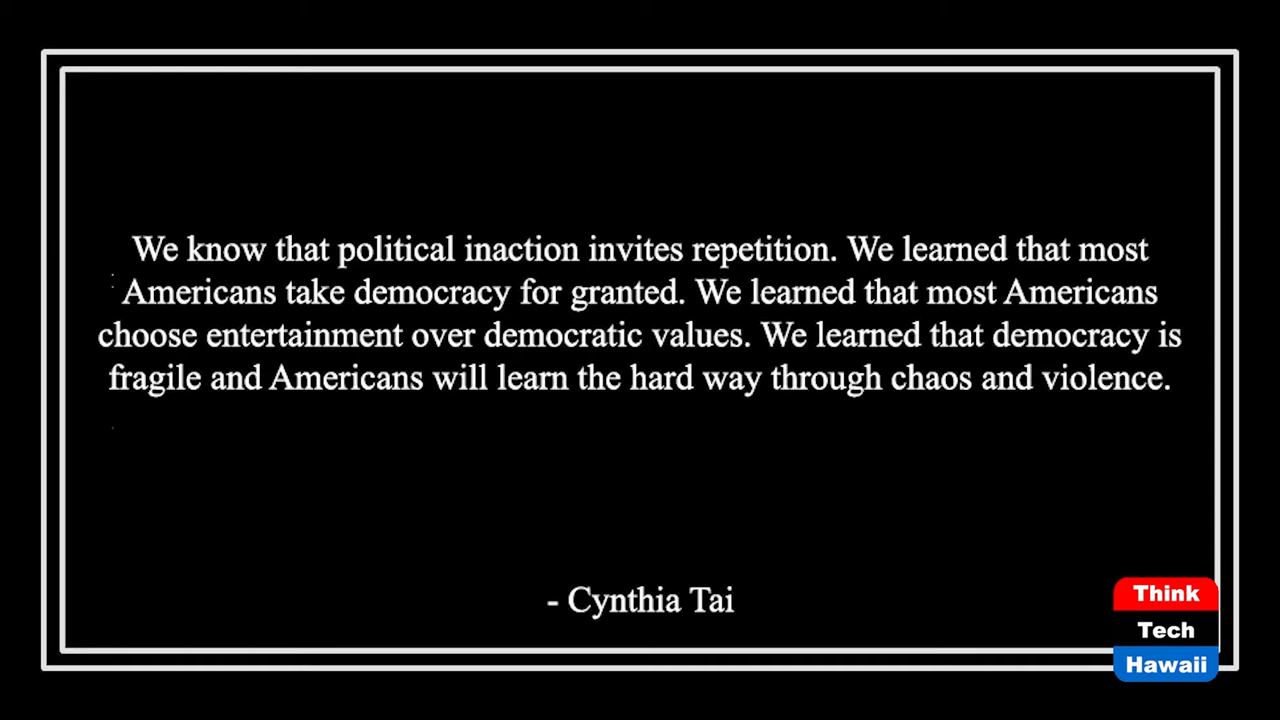 We know that political inaction invites repetition. We learned that most
Americans take democracy for granted. We learned that most Americans
choose entertainment over democratic values. We learned that democracy is
fragile and Americans will learn the hard way through chaos and violence.
- Cynthia Tai
Think
Tech
Hawaii